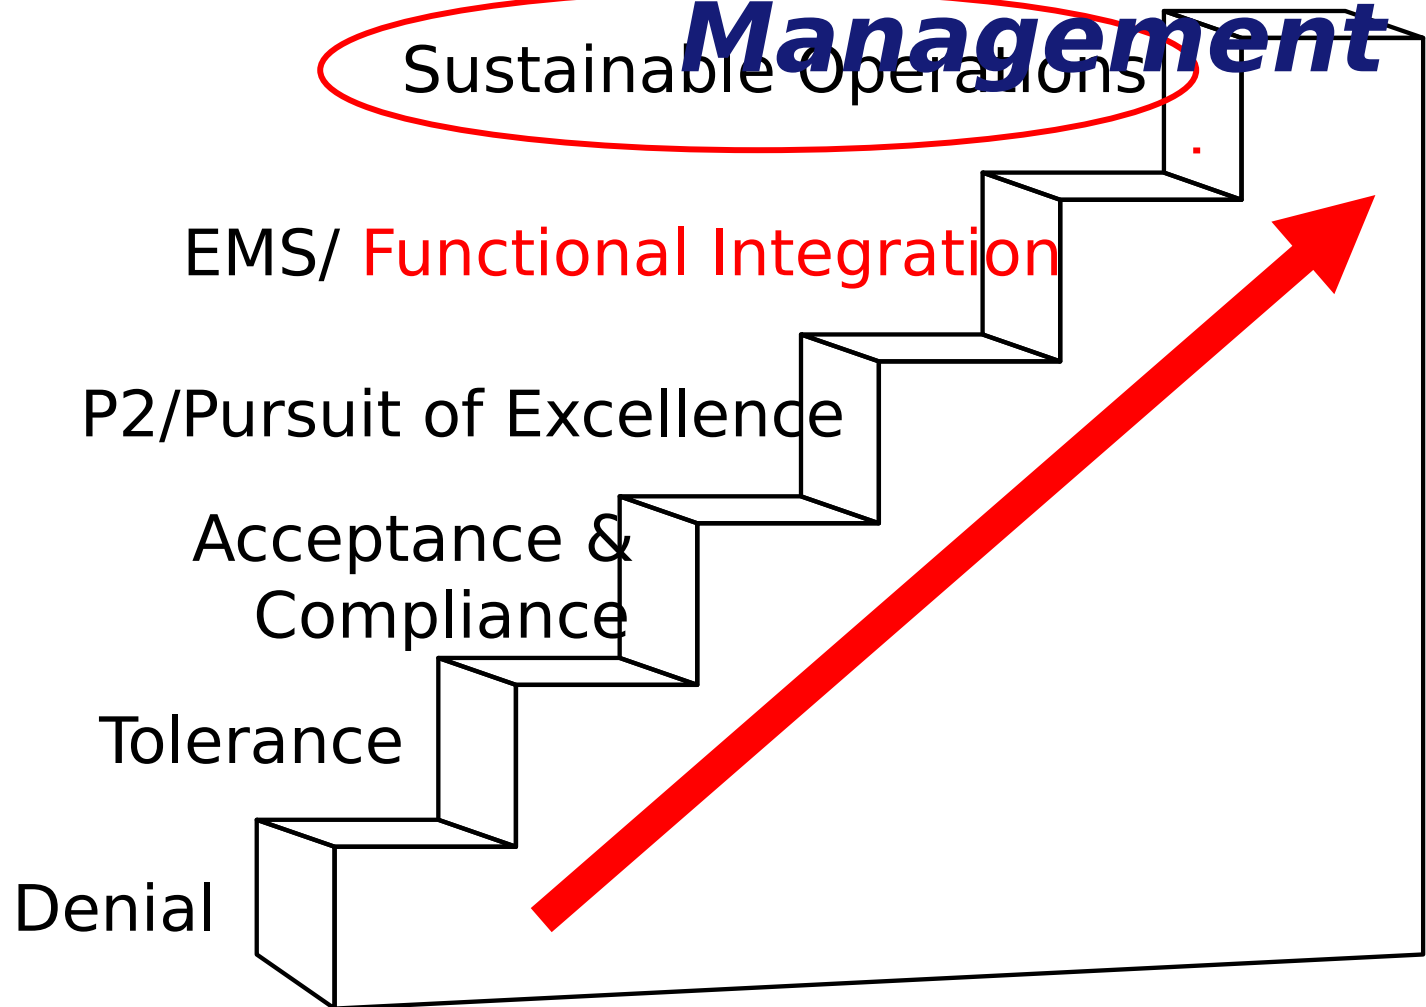 Management
Sustainable Operations
.
EMS/ Functional Integration
P2/Pursuit of Excellence
Acceptance &
Compliance
Tolerance
Denial